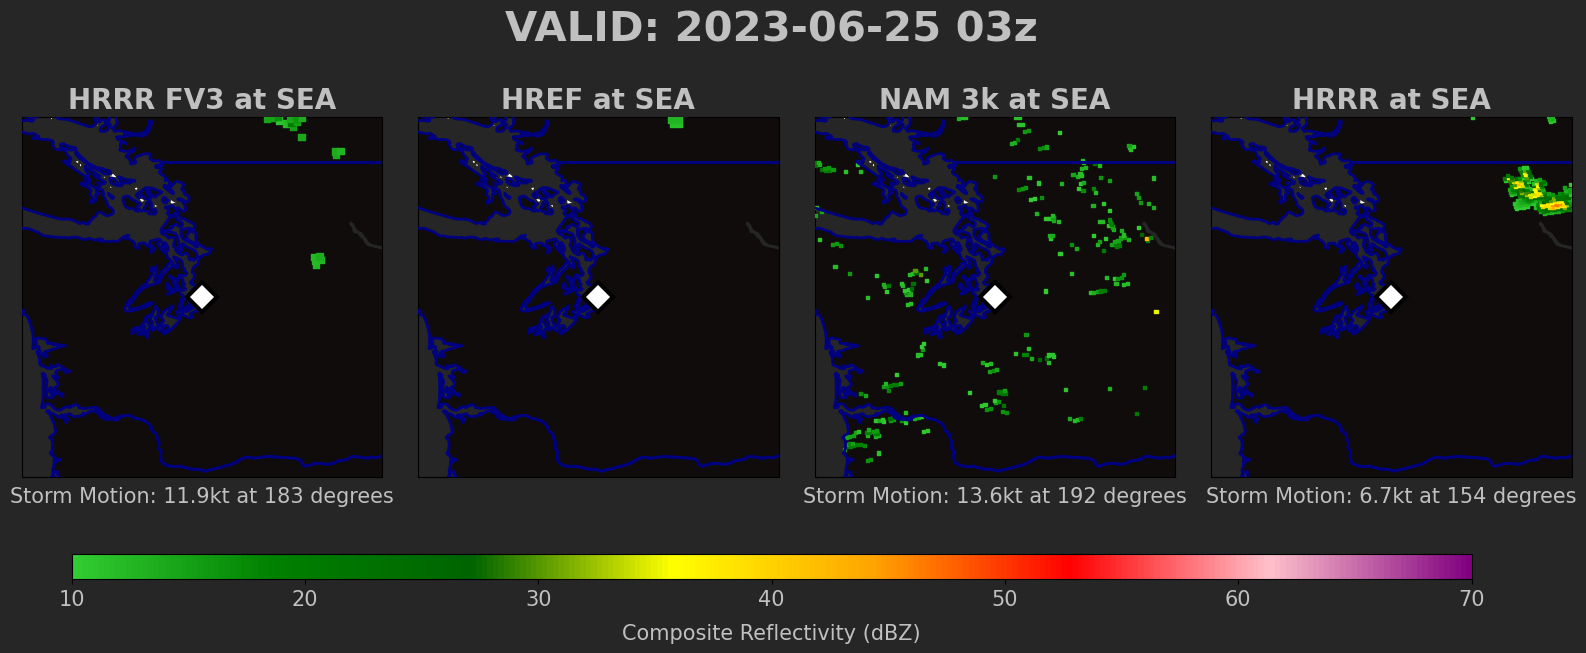 VALID: 2023-06-25 03z
HRRR FV3 at SEA
HREF at SEA
NAM 3k at SEA
HRRR at SEA
Storm Motion: 11.9kt at 183 degrees
Storm Motion: 13.6kt at 192 degrees
Storm Motion: 6.7kt at 154 degrees
10 20 30 40 50 60 70
Composite Reflectivity (dBZ)